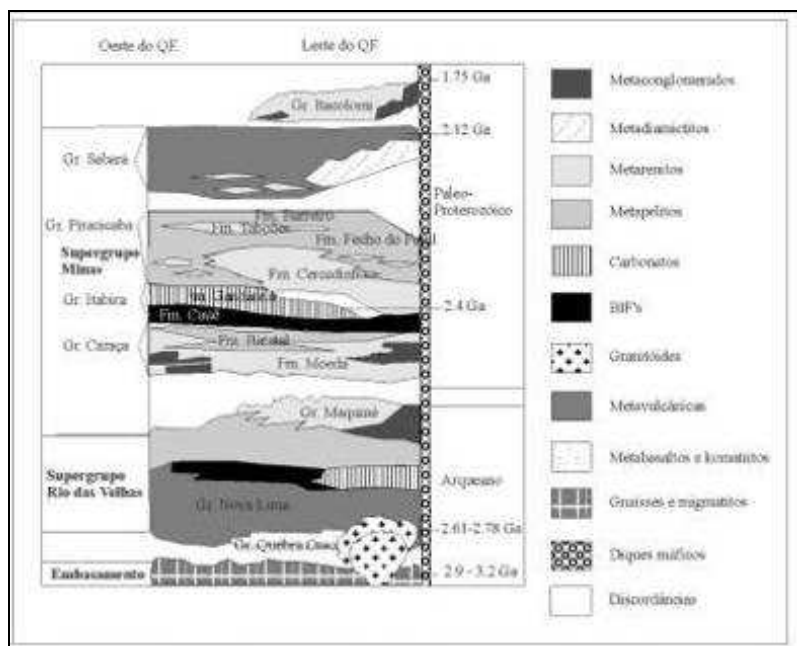 Oeste do QF
Leste do QF
1.75 Ga
Gr. Itacolomi
2.12 Ga
Gr. Sabará
Paleo-
Proterozóico
Fm. Barreiro
Gr. Piracicaba
Fm. Taboões
Fm. Fecho do Funil
Supergrupo
Minas
Fm. Cercadinho
Gr. Itabira
Fm. Gandarela
Fm. Cauê
2.4 Ga
Gr. Caraça
Fm. Batatal
Fm. Moeda
Gr. Maquiné
Supergrupo
Rio das Velhas
Arqueano
Gr. Nova Lima
2.61-2.78 Ga
Gr. Quebra Osso
Embasamento
2.9 - 3.2 Ga
Metaconglomerados
Metadiamictitos
Metarenitos
Metapelitos
Carbonatos
BIF's
Granitóides
Metavulcânicas
Metabasaltos e komatiitos
Gnaisses e migmatitos
Diques máficos
Discordâncias